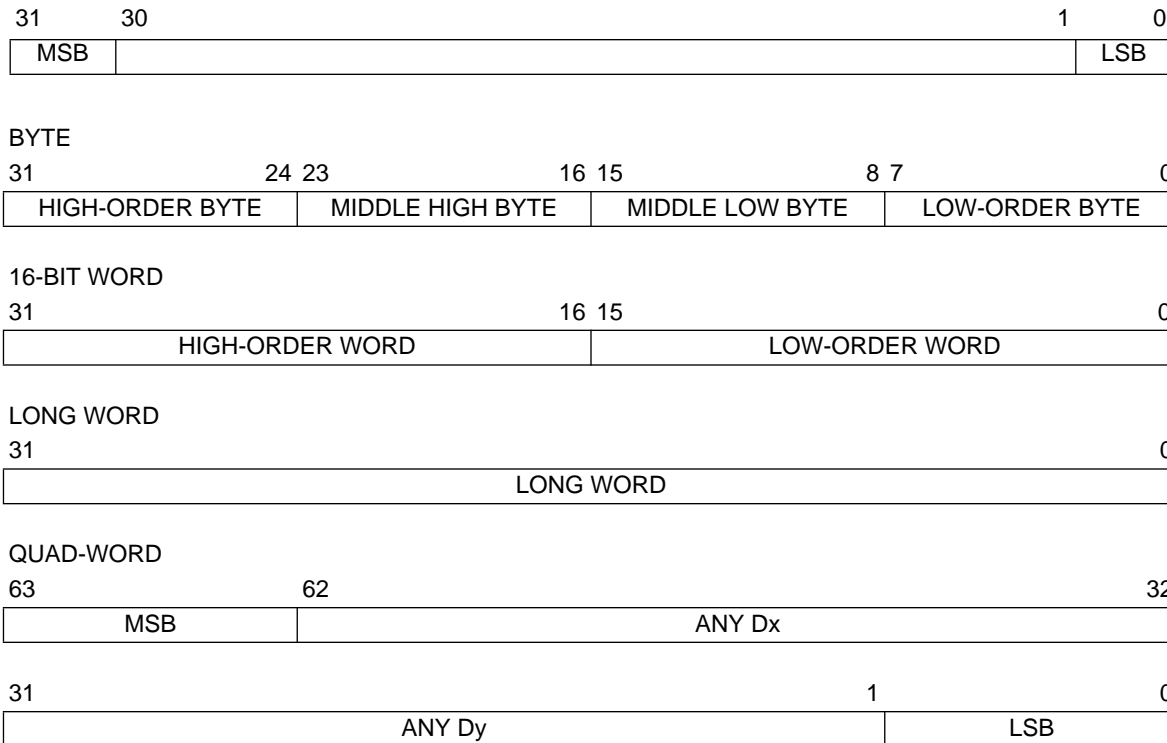 31 30 1 0
MSB LSB
BYTE
31 24 23 16 15 8 7 0
HIGH-ORDER BYTE MIDDLE HIGH BYTE MIDDLE LOW BYTE LOW-ORDER BYTE
16-BIT WORD
31 16 15 0
HIGH-ORDER WORD LOW-ORDER WORD
LONG WORD
31 0
LONG WORD
QUAD-WORD
63 62 32
MSB ANY Dx
31 1 0
ANY Dy LSB